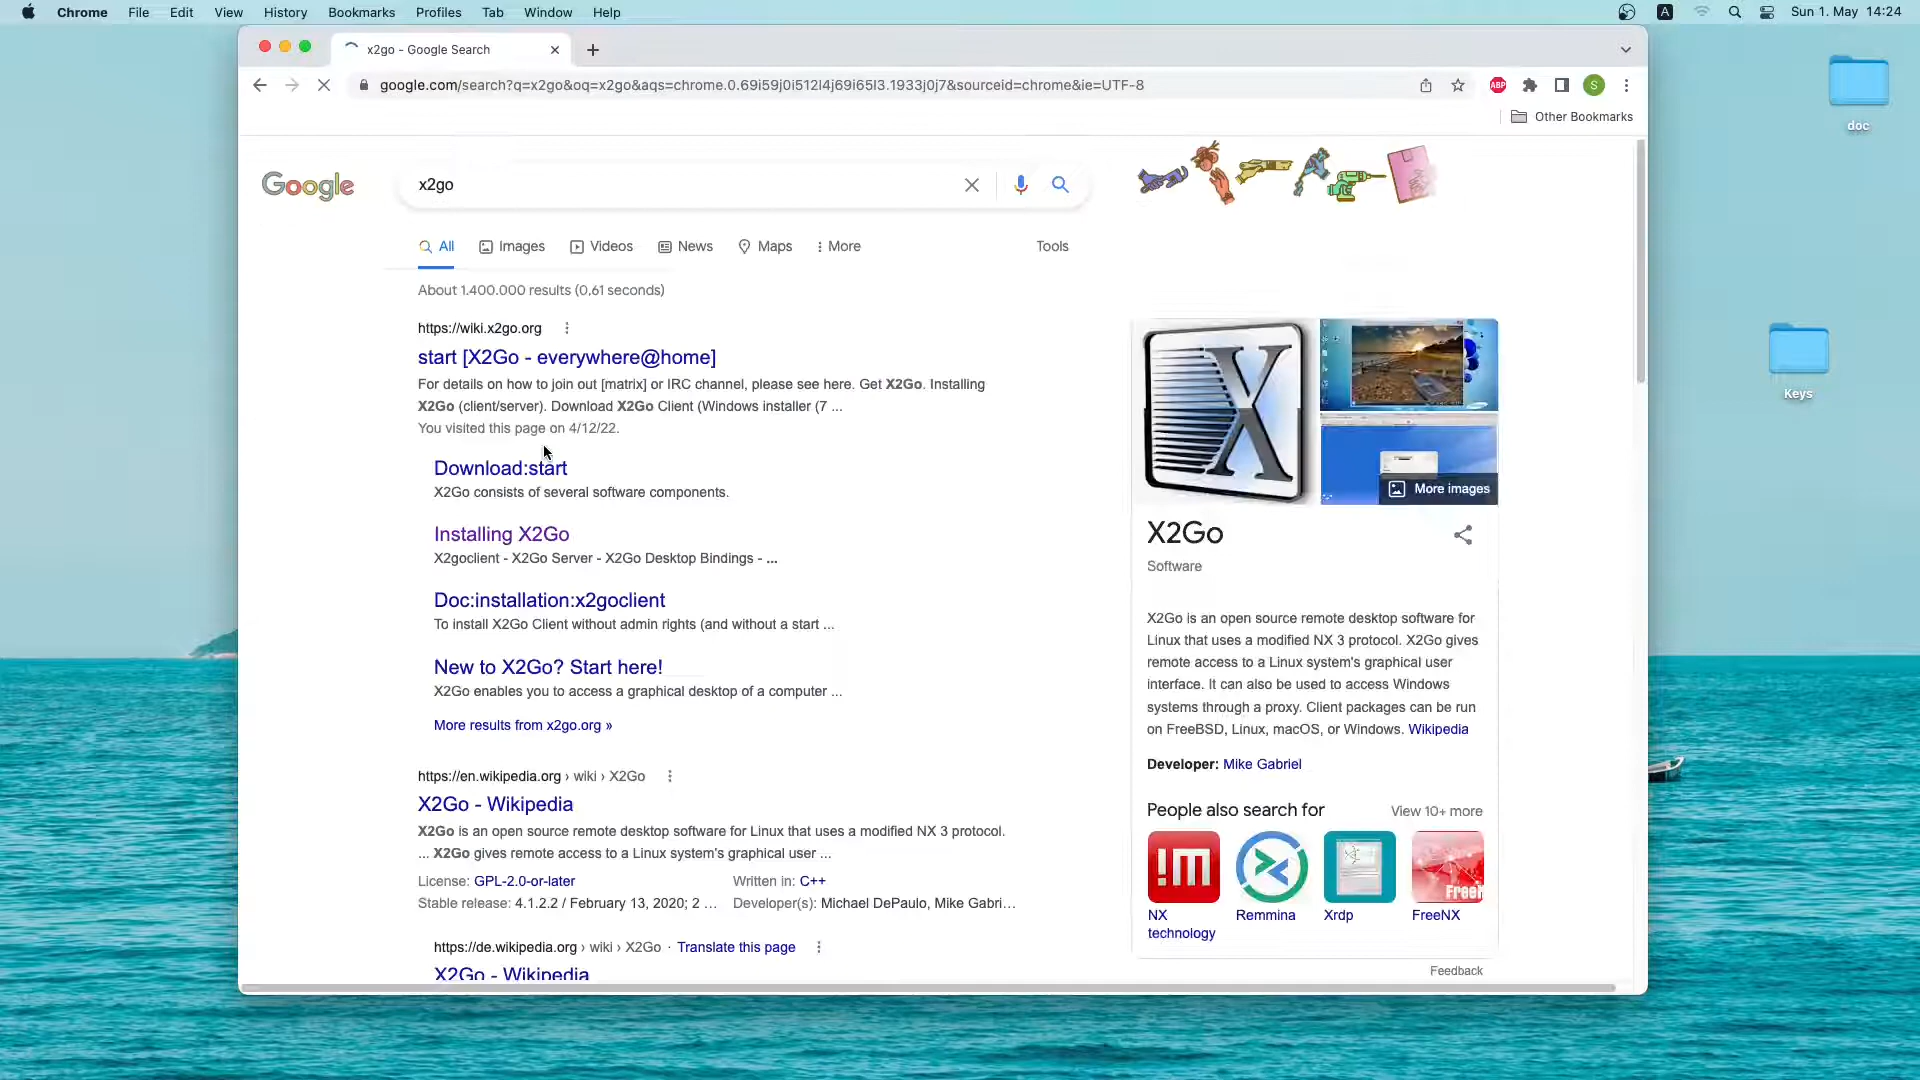 Chrome File Edit View History Bookmarks Profiles Tab Window Help A Sun 1. May 14:24
x2go - Google Search
google.com/search?q=x2go&oq=x2go&aqs=chrome.0.69i59j0i512l4j69i65l3.1933j0j7&sourceid=chrome&ie=UTF-8 ABP S
Other Bookmarks
doc
Keys
Google x2go
All Images Videos News Maps More Tools
About 1.400.000 results (0,61 seconds)
https://wiki.x2go.org
start [X2Go - everywhere@home]
For details on how to join out [matrix] or IRC channel, please see here. Get X2Go. Installing
X2Go (client/server). Download X2Go Client (Windows installer (7 ...
You visited this page on 4/12/22.
Download:start
X2Go consists of several software components.
Installing X2Go
X2goclient - X2Go Server - X2Go Desktop Bindings - ...
Doc:installation:x2goclient
To install X2Go Client without admin rights (and without a start ...
New to X2Go? Start here!
X2Go enables you to access a graphical desktop of a computer ...
More results from x2go.org »
https://en.wikipedia.org › wiki › X2Go
X2Go - Wikipedia
X2Go is an open source remote desktop software for Linux that uses a modified NX 3 protocol.
... X2Go gives remote access to a Linux system's graphical user ...
License: GPL-2.0-or-later Written in: C++
Stable release: 4.1.2.2 / February 13, 2020; 2 ... Developer(s): Michael DePaulo, Mike Gabri...
https://de.wikipedia.org › wiki › X2Go · Translate this page
X2Go - Wikipedia
X
More images
X2Go
Software
X2Go is an open source remote desktop software for
Linux that uses a modified NX 3 protocol. X2Go gives
remote access to a Linux system's graphical user
interface. It can also be used to access Windows
systems through a proxy. Client packages can be run
on FreeBSD, Linux, macOS, or Windows. Wikipedia
Developer: Mike Gabriel
People also search for View 10+ more
!M
FreeN
NX
technology
Remmina
Xrdp
FreeNX
Feedback